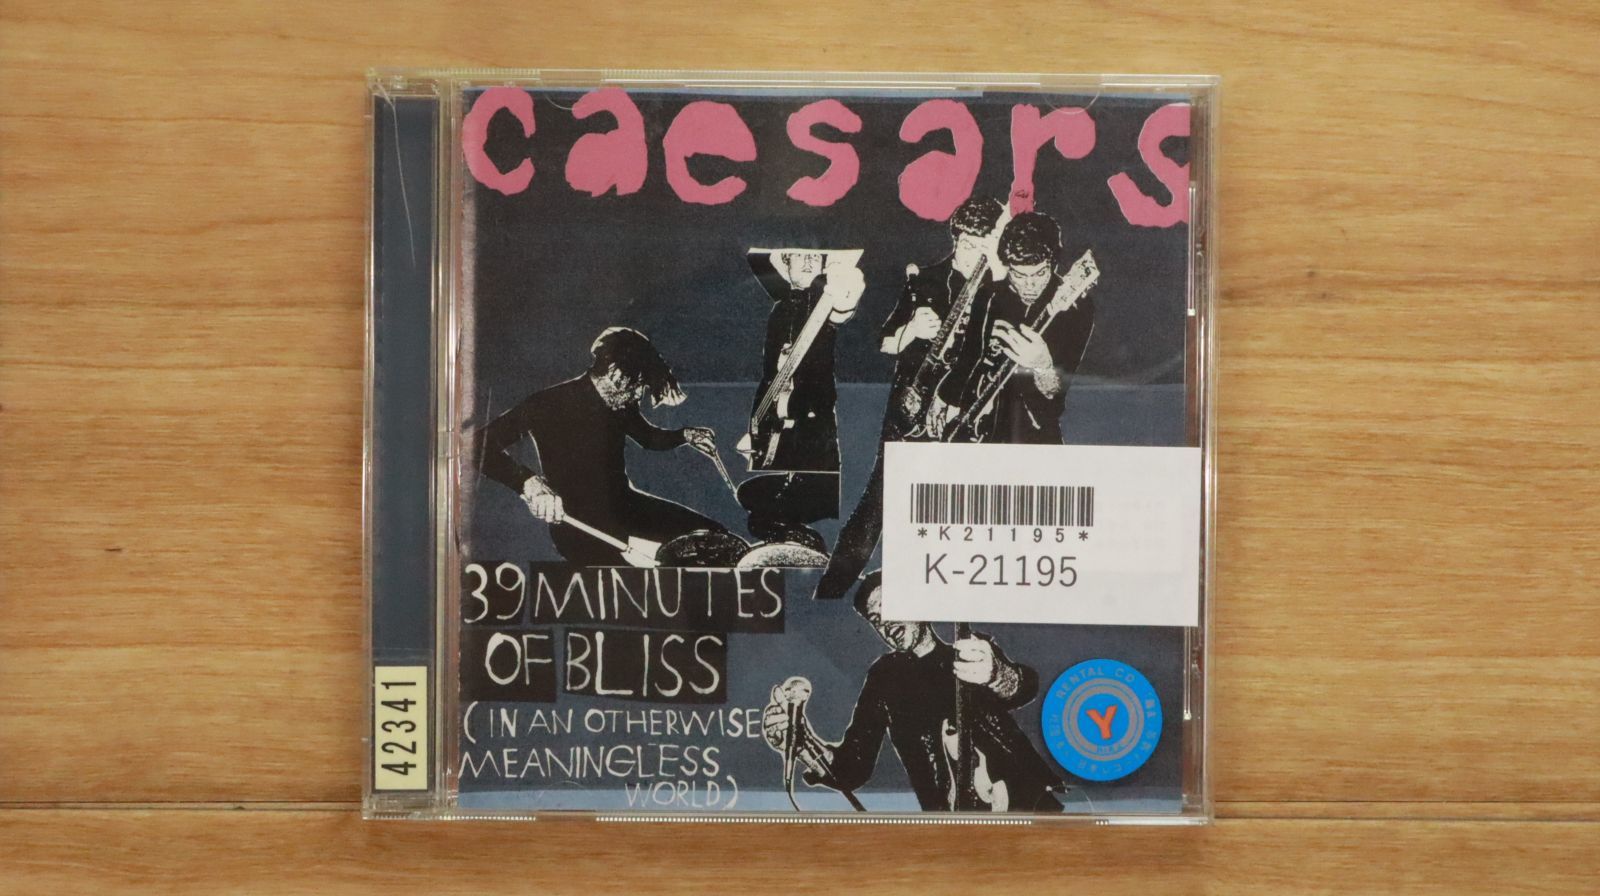 caesars
*K21195*
K-21195
39 MINUTES
OF BLISS
(IN AN OTHERWISE
MEANINGLESS
WORLD)
RENTAL CD
Y
42341